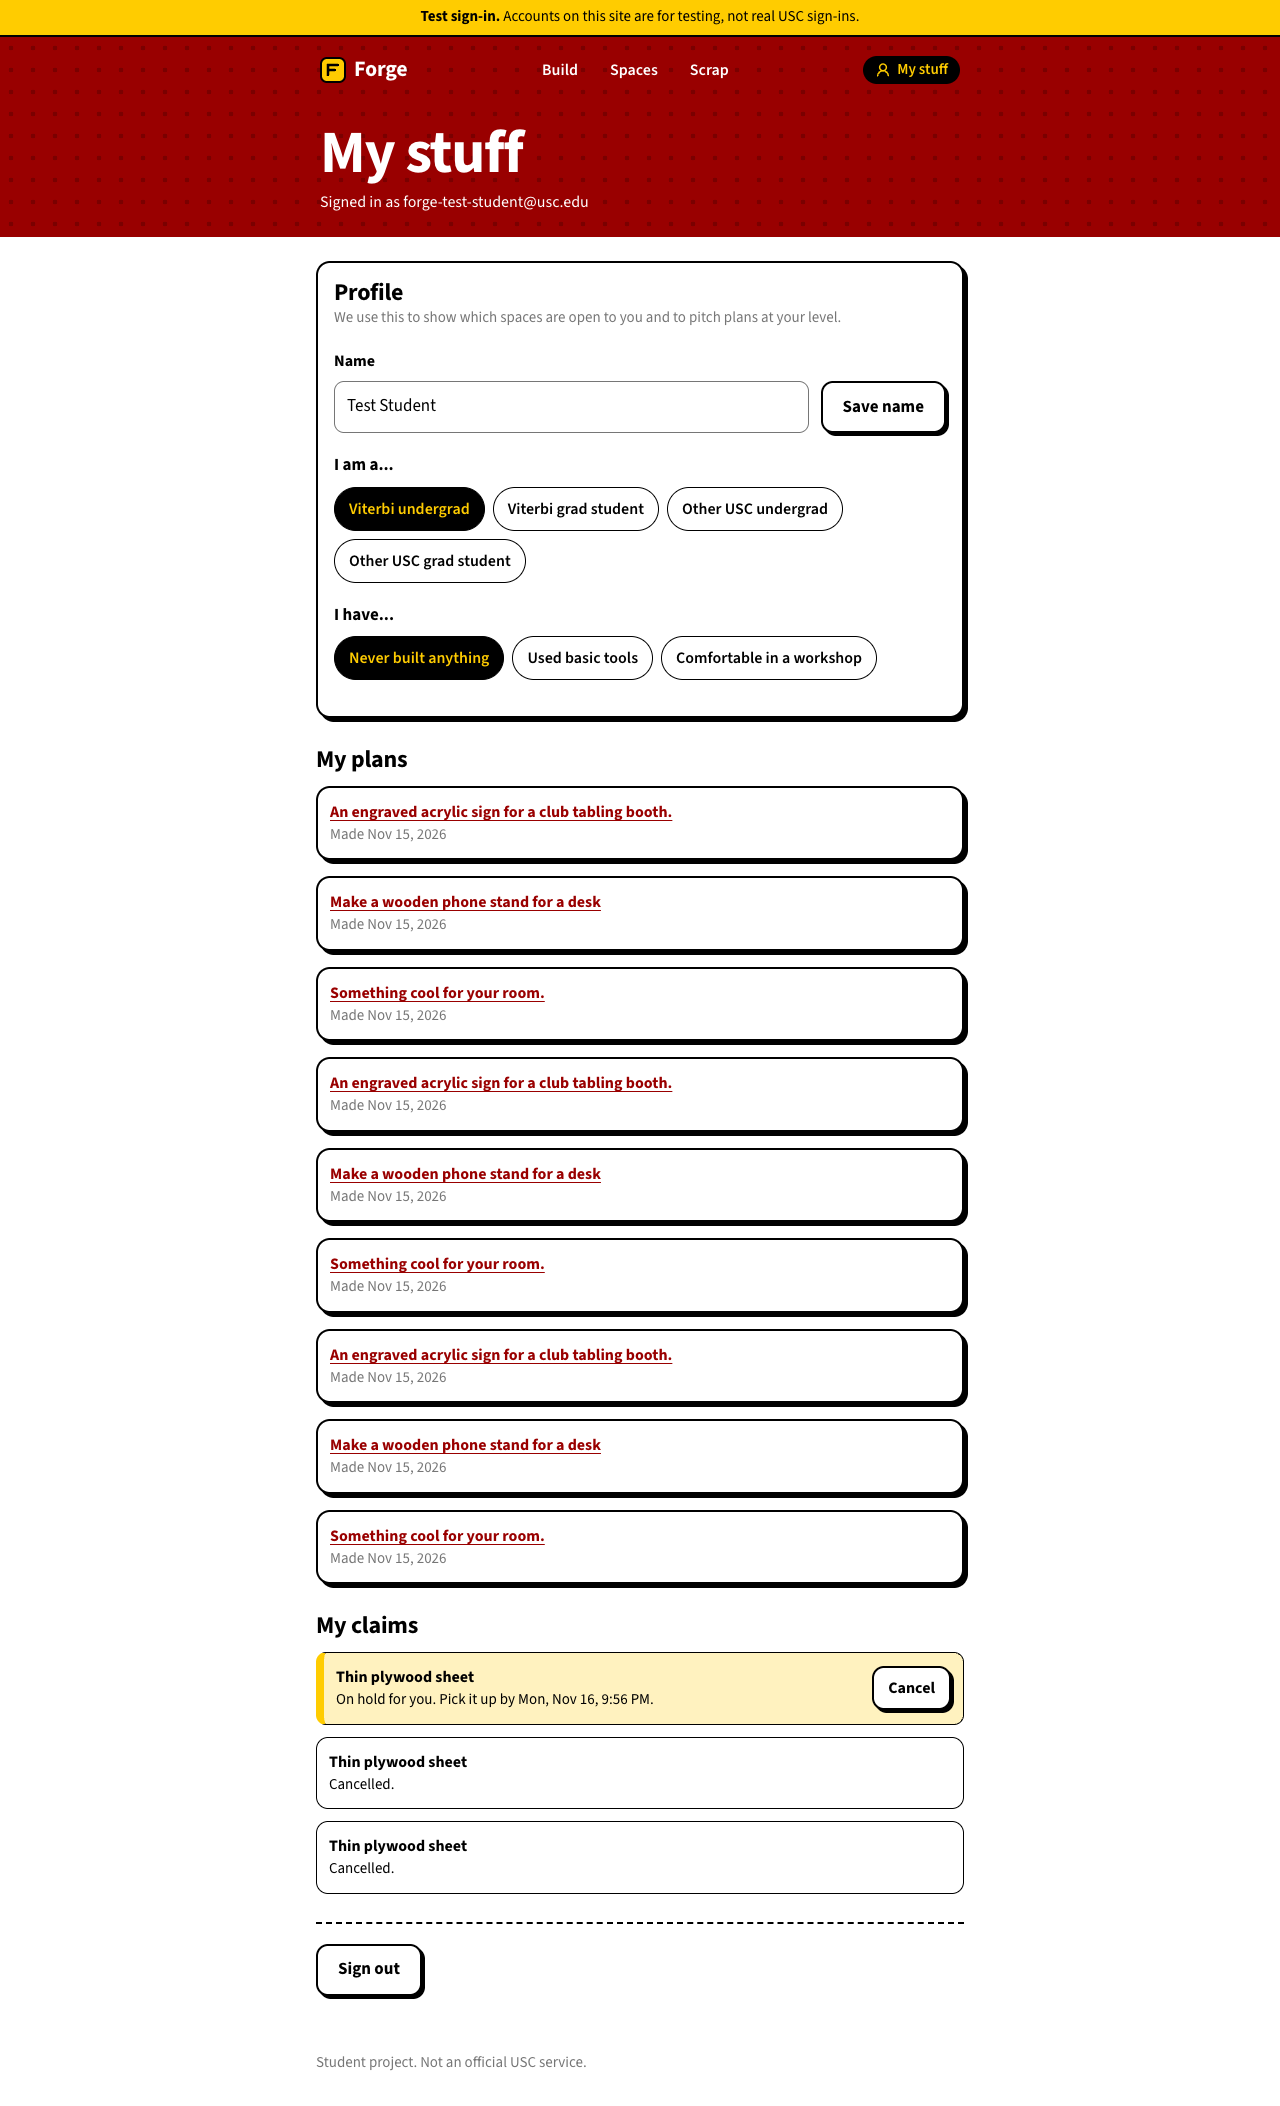 Test sign-in. Accounts on this site are for testing, not real USC sign-ins.
Forge
Build
Spaces
Scrap
My stuff
My stuff
Signed in as forge-test-student@usc.edu
Profile
We use this to show which spaces are open to you and to pitch plans at your level.
Name
Test Student
Save name
I am a...
Viterbi undergrad
Viterbi grad student
Other USC undergrad
Other USC grad student
I have...
Never built anything
Used basic tools
Comfortable in a workshop
My plans
An engraved acrylic sign for a club tabling booth.
Made Nov 15, 2026
Make a wooden phone stand for a desk
Made Nov 15, 2026
Something cool for your room.
Made Nov 15, 2026
An engraved acrylic sign for a club tabling booth.
Made Nov 15, 2026
Make a wooden phone stand for a desk
Made Nov 15, 2026
Something cool for your room.
Made Nov 15, 2026
An engraved acrylic sign for a club tabling booth.
Made Nov 15, 2026
Make a wooden phone stand for a desk
Made Nov 15, 2026
Something cool for your room.
Made Nov 15, 2026
My claims
Thin plywood sheet
On hold for you. Pick it up by Mon, Nov 16, 9:56 PM.
Cancel
Thin plywood sheet
Cancelled.
Thin plywood sheet
Cancelled.
Sign out
Student project. Not an official USC service.